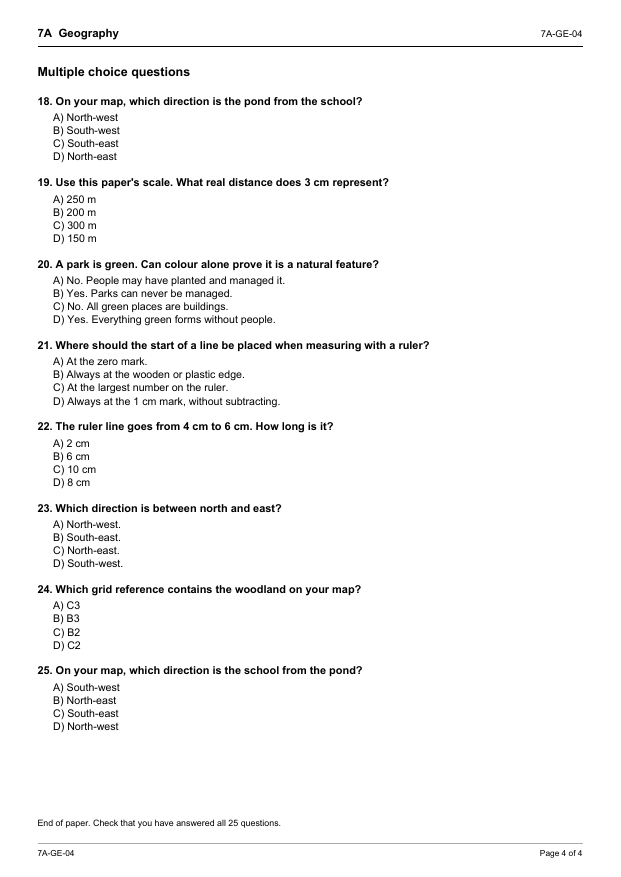 7A Geography
7A-GE-04
Multiple choice questions
18. On your map, which direction is the pond from the school?
A) North-west
B) South-west
C) South-east
D) North-east
19. Use this paper's scale. What real distance does 3 cm represent?
A) 250 m
B) 200 m
C) 300 m
D) 150 m
20. A park is green. Can colour alone prove it is a natural feature?
A) No. People may have planted and managed it.
B) Yes. Parks can never be managed.
C) No. All green places are buildings.
D) Yes. Everything green forms without people.
21. Where should the start of a line be placed when measuring with a ruler?
A) At the zero mark.
B) Always at the wooden or plastic edge.
C) At the largest number on the ruler.
D) Always at the 1 cm mark, without subtracting.
22. The ruler line goes from 4 cm to 6 cm. How long is it?
A) 2 cm
B) 6 cm
C) 10 cm
D) 8 cm
23. Which direction is between north and east?
A) North-west.
B) South-east.
C) North-east.
D) South-west.
24. Which grid reference contains the woodland on your map?
A) C3
B) B3
C) B2
D) C2
25. On your map, which direction is the school from the pond?
A) South-west
B) North-east
C) South-east
D) North-west
End of paper. Check that you have answered all 25 questions.
7A-GE-04
Page 4 of 4